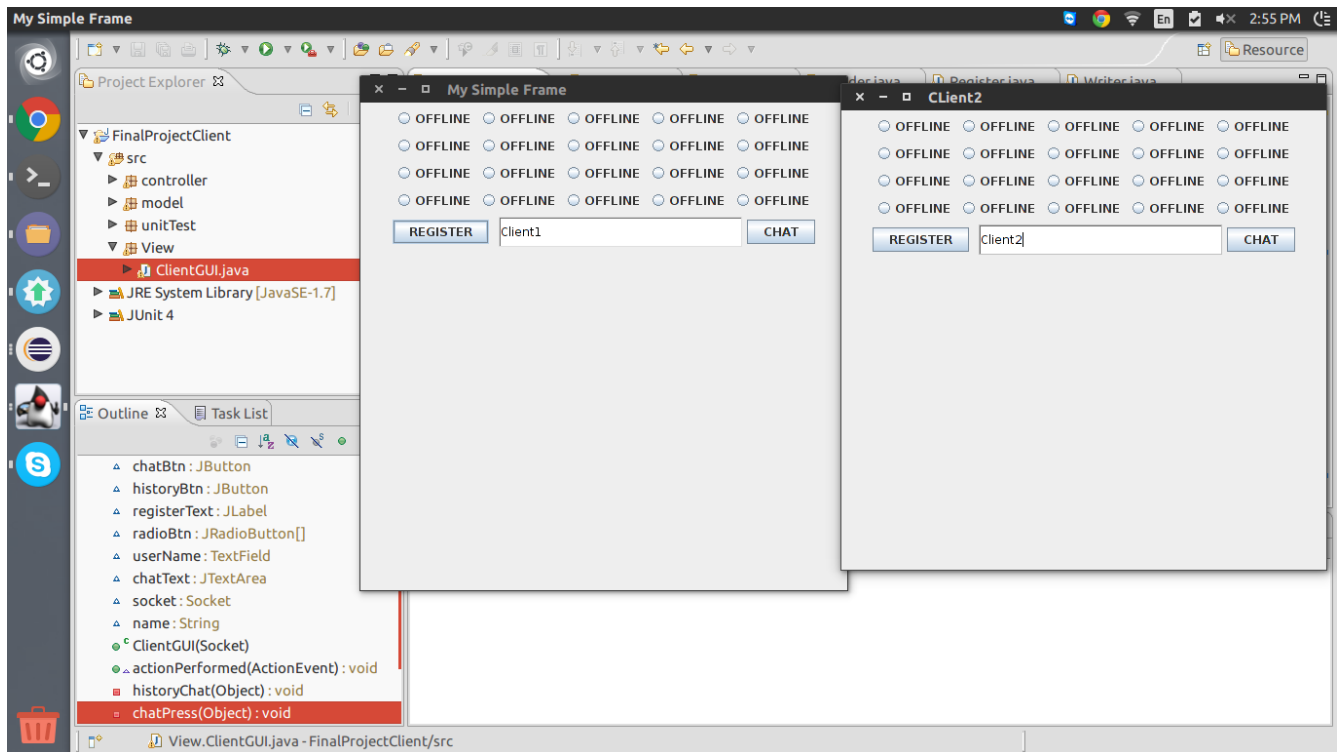 My Simple Frame
En
2:55 PM
Resource
Project Explorer
FinalProjectClient
src
controller
model
unitTest
View
ClientGUI.java
JRE System Library [JavaSE-1.7]
JUnit 4
Outline
Task List
chatBtn : JButton
historyBtn : JButton
registerText : JLabel
radioBtn : JRadioButton[]
userName : TextField
chatText : JTextArea
socket : Socket
name : String
ClientGUI(Socket)
actionPerformed(ActionEvent) : void
historyChat(Object) : void
chatPress(Object) : void
View.ClientGUI.java - FinalProjectClient/src
Register.java
Writer.java
My Simple Frame
OFFLINE OFFLINE OFFLINE OFFLINE OFFLINE
OFFLINE OFFLINE OFFLINE OFFLINE OFFLINE
OFFLINE OFFLINE OFFLINE OFFLINE OFFLINE
OFFLINE OFFLINE OFFLINE OFFLINE OFFLINE
REGISTER Client1 CHAT
CLient2
OFFLINE OFFLINE OFFLINE OFFLINE OFFLINE
OFFLINE OFFLINE OFFLINE OFFLINE OFFLINE
OFFLINE OFFLINE OFFLINE OFFLINE OFFLINE
OFFLINE OFFLINE OFFLINE OFFLINE OFFLINE
REGISTER Client2 CHAT